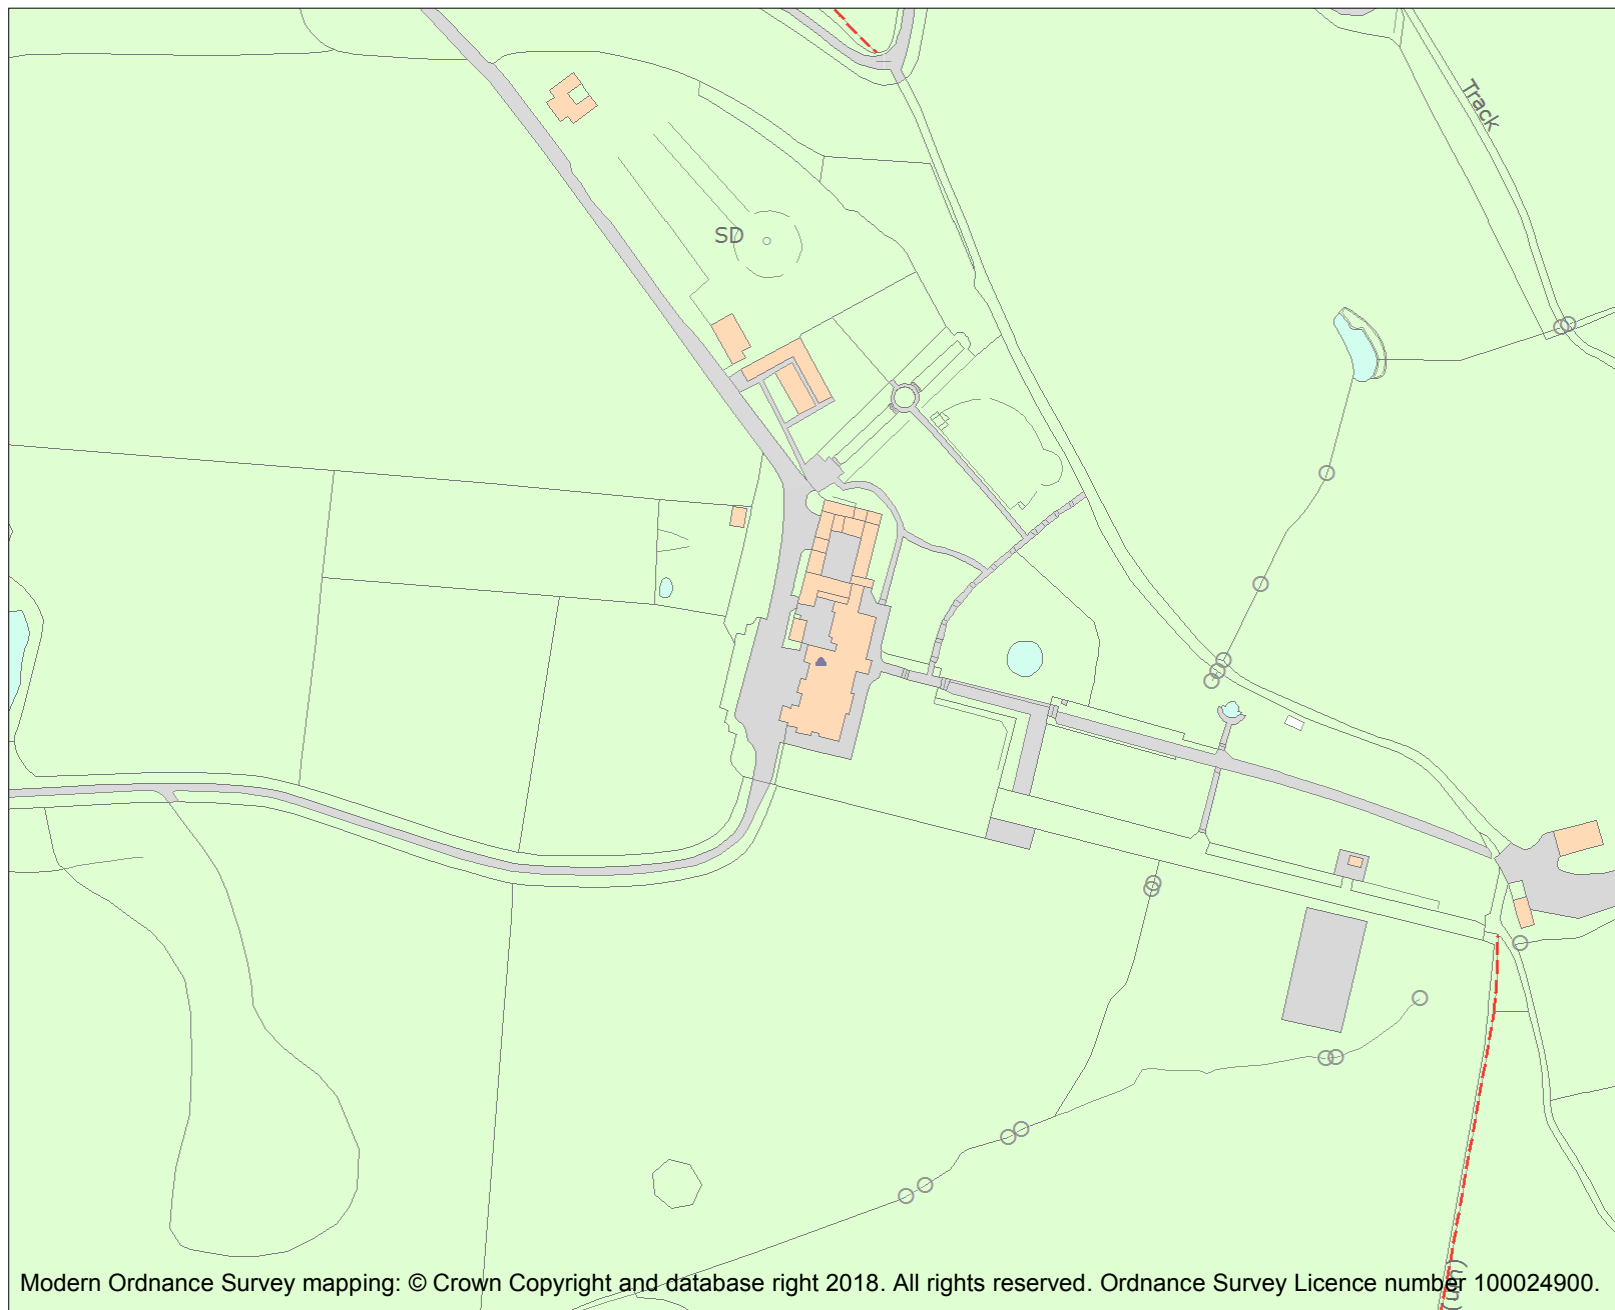 Track
SD
(um)
Modern Ordnance Survey mapping: © Crown Copyright and database right 2018. All rights reserved. Ordnance Survey Licence number 100024900.